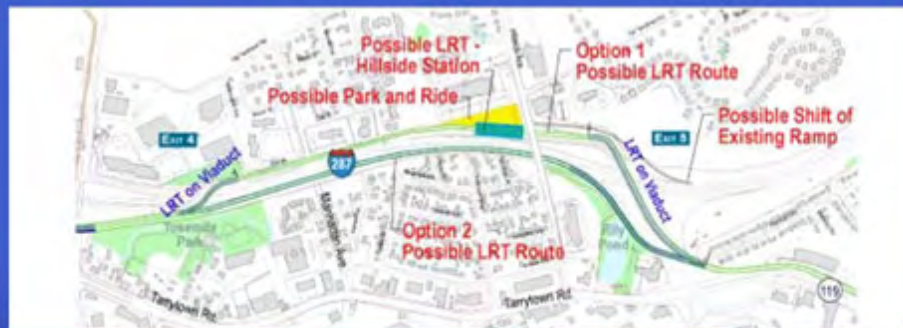 Possible LRT -
Hillside Station
Option 1
Possible LRT Route
Possible Park and Ride
Possible Shift of
Existing Ramp
EXIT 4
EXIT 5
LRT on Viaduct
287
LRT on Viaduct
Option 2
Possible LRT Route
Park
Pond
119
Tarrytown Rd.
Tarrytown Rd.